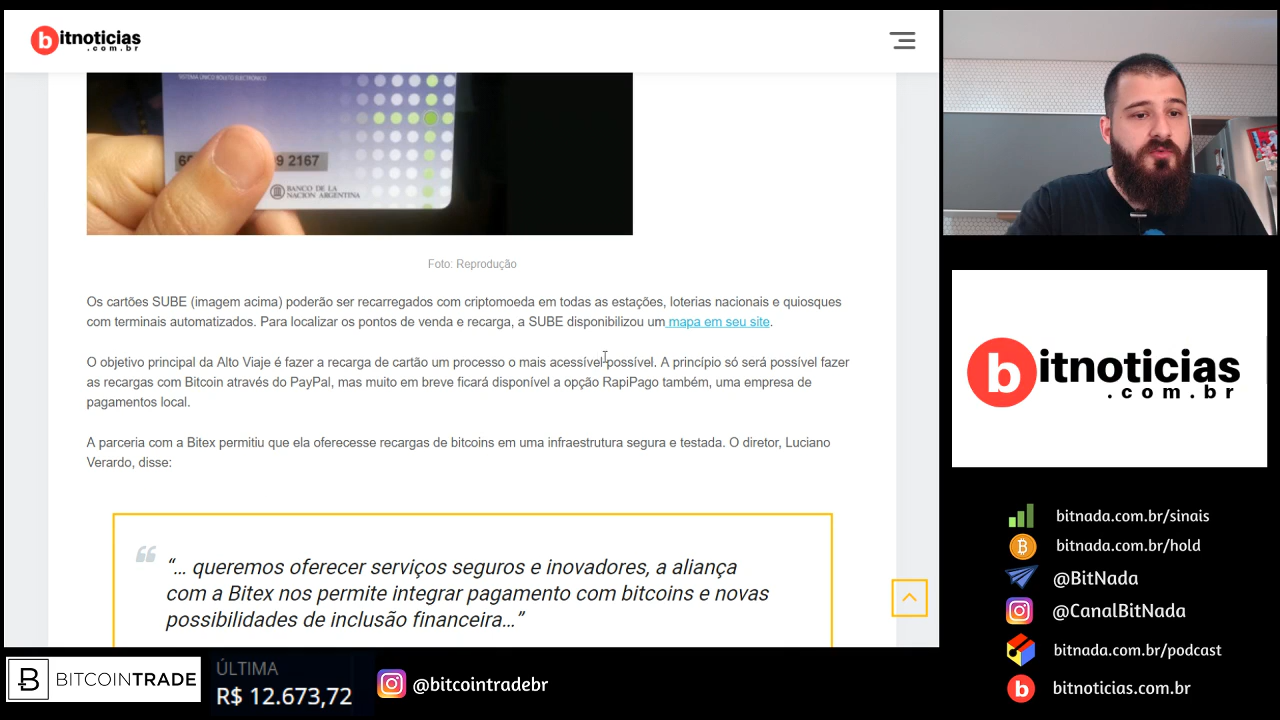 bitnoticias
.com.br
SISTEMA ÚNICO BOLETO ELECTRÓNICO
9 2167
BANCO DE LA
NACION ARGENTINA
Foto: Reprodução
Os cartões SUBE (imagem acima) poderão ser recarregados com criptomoeda em todas as estações, loterias nacionais e quiosques
com terminais automatizados. Para localizar os pontos de venda e recarga, a SUBE disponibilizou um mapa em seu site.
O objetivo principal da Alto Viaje é fazer a recarga de cartão um processo o mais acessível possível. A princípio só será possível fazer
as recargas com Bitcoin através do PayPal, mas muito em breve ficará disponível a opção RapiPago também, uma empresa de
pagamentos local.
A parceria com a Bitex permitiu que ela oferecesse recargas de bitcoins em uma infraestrutura segura e testada. O diretor, Luciano
Verardo, disse:
“... queremos oferecer serviços seguros e inovadores, a aliança
com a Bitex nos permite integrar pagamento com bitcoins e novas
possibilidades de inclusão financeira...”
bitnoticias
.com.br
bitnada.com.br/sinais
bitnada.com.br/hold
@BitNada
@CanalBitNada
bitnada.com.br/podcast
bitnoticias.com.br
BITCOINTRADE
ÚLTIMA
R$ 12.673,72
@bitcointradebr